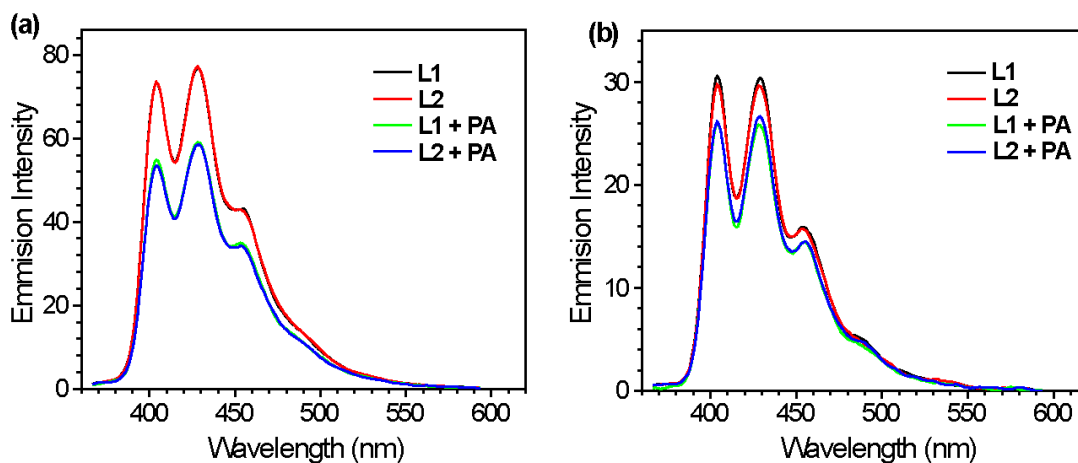 (a)
L1
L2
L1 + PA
L2 + PA
80
60
40
20
0
Emmision Intensity
400 450 500 550 600
Wavelength (nm)
(b)
L1
L2
L1 + PA
L2 + PA
30
20
10
0
Emmision Intensity
400 450 500 550 600
Wavelength (nm)